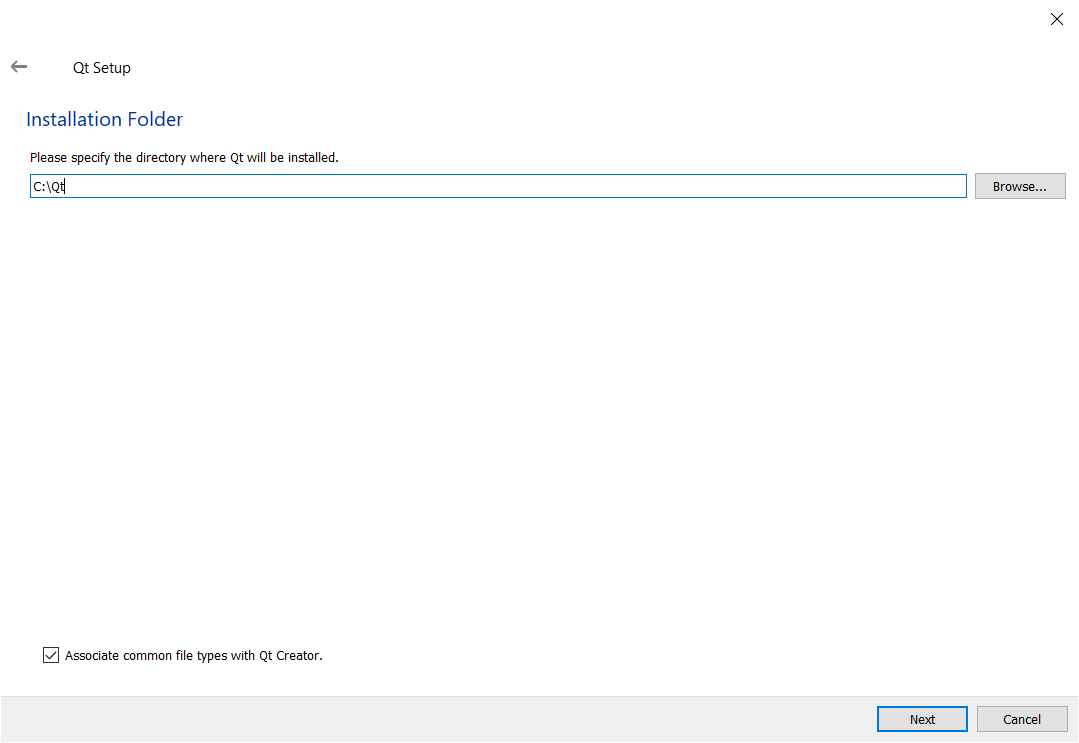 Qt Setup
Installation Folder
Please specify the directory where Qt will be installed.
C:\Qt
Browse...
Associate common file types with Qt Creator.
Next
Cancel